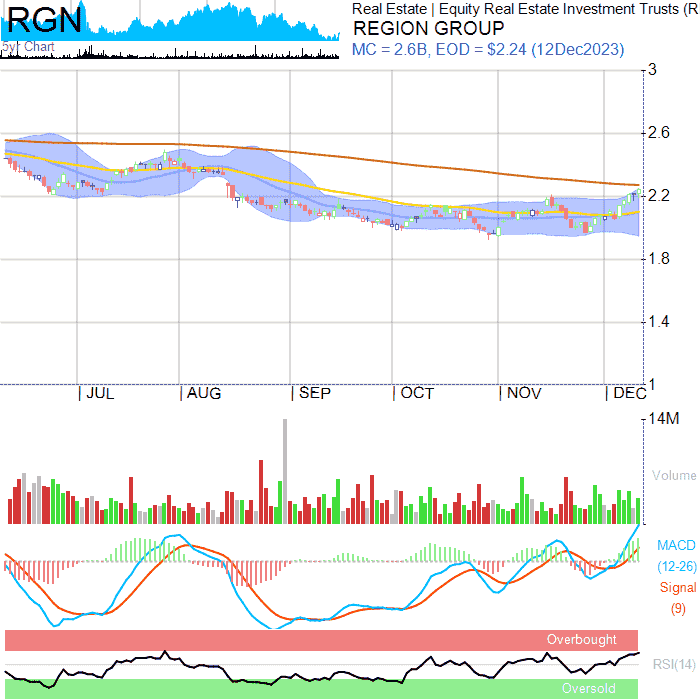 RGN
5yr Chart
Real Estate | Equity Real Estate Investment Trusts (R
REGION GROUP
MC = 2.6B, EOD = $2.24 (12Dec2023)
3
2.6
2.2
1.8
1.4
1
JUL
AUG
SEP
OCT
NOV
DEC
14M
Volume
MACD
(12-26)
Signal
(9)
Overbought
RSI(14)
Oversold